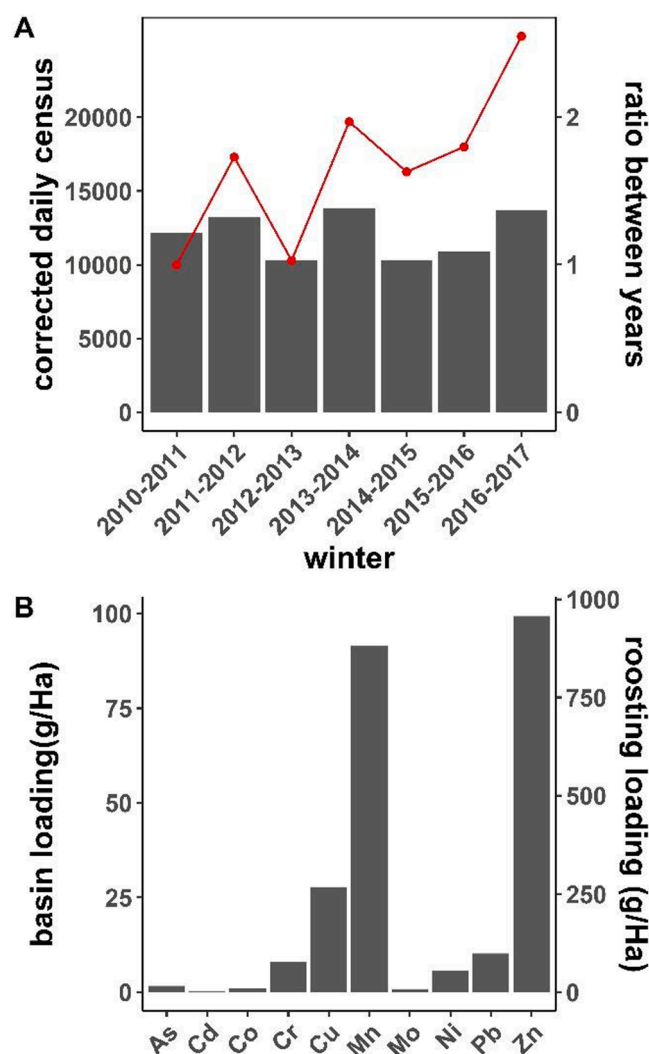 A
corrected daily census
20000
15000
10000
5000
0
ratio between years
2
1
0
2010-2011
2011-2012
2012-2013
2013-2014
2014-2015
2015-2016
2016-2017
winter
B
basin loading(g/Ha)
100
75
50
25
0
roosting loading (g/Ha)
1000
750
500
250
0
As
Cd
Co
Cr
Cu
Mn
Mo
Ni
Pb
Zn